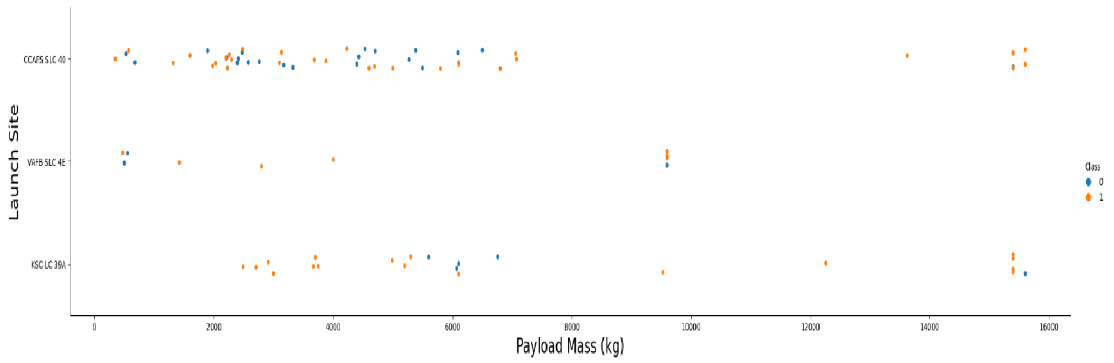 Launch Site
CCAFS SLC 40
VAFB SLC 4E
KSC LC 39A
0 2000 4000 6000 8000 10000 12000 14000 16000
Payload Mass (kg)
Class
0
1